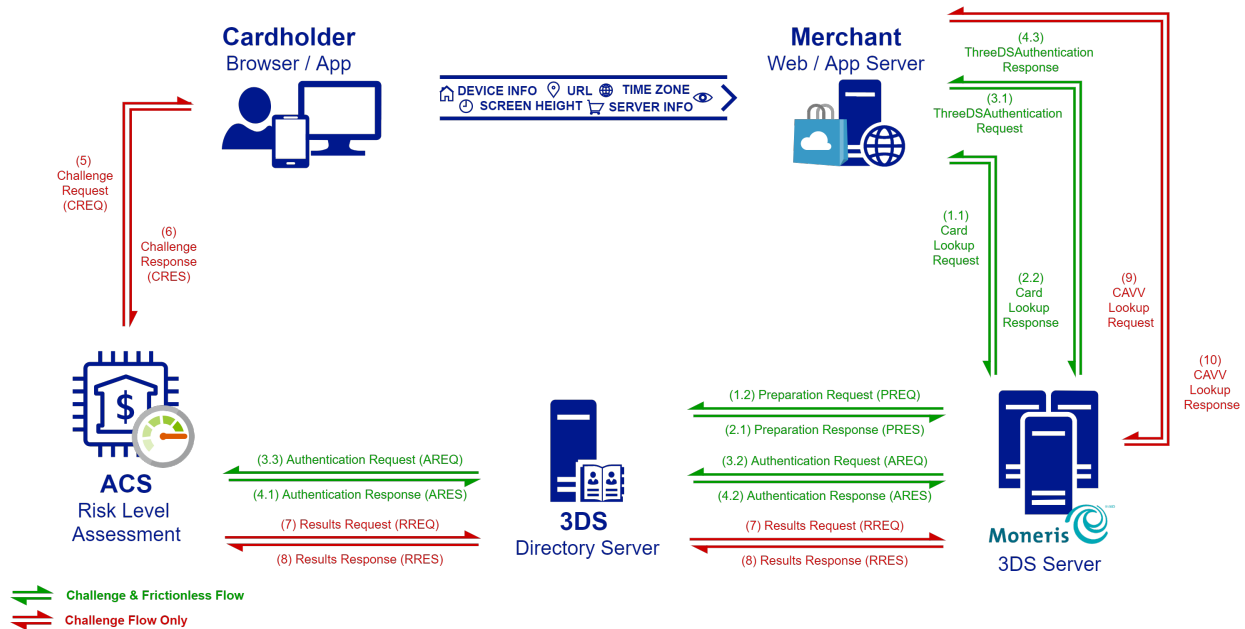 Cardholder
Browser / App
DEVICE INFO
URL
TIME ZONE
SCREEN HEIGHT
SERVER INFO
Merchant
Web / App Server
(4.3)
ThreeDSAuthentication
Response
(3.1)
ThreeDSAuthentication
Request
(5)
Challenge
Request
(CREQ)
(6)
Challenge
Response
(CRES)
(1.1)
Card
Lookup
Request
(2.2)
Card
Lookup
Response
(9)
CAVV
Lookup
Request
(10)
CAVV
Lookup
Response
$
ACS
Risk Level
Assessment
(3.3) Authentication Request (AREQ)
(4.1) Authentication Response (ARES)
(7) Results Request (RREQ)
(8) Results Response (RRES)
3DS
Directory Server
(1.2) Preparation Request (PREQ)
(2.1) Preparation Response (PRES)
(3.2) Authentication Request (AREQ)
(4.2) Authentication Response (ARES)
(7) Results Request (RREQ)
(8) Results Response (RRES)
Moneris
3DS Server
Challenge & Frictionless Flow
Challenge Flow Only